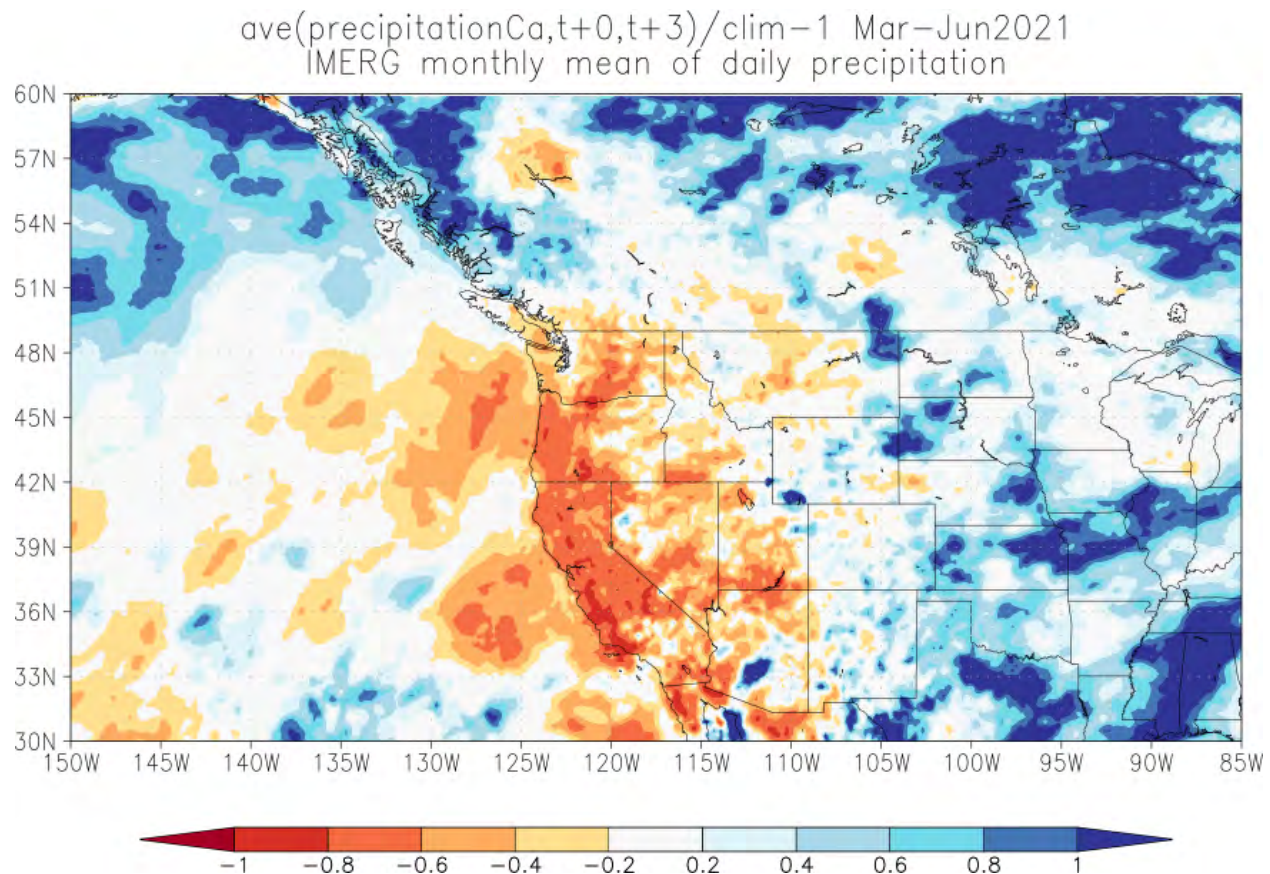 ave(precipitationCa,t+0,t+3)/clim-1 Mar-Jun2021
IMERG monthly mean of daily precipitation
60N
57N
54N
51N
48N
45N
42N
39N
36N
33N
30N
150W 145W 140W 135W 130W 125W 120W 115W 110W 105W 100W 95W 90W 85W
-1 -0.8 -0.6 -0.4 -0.2 0.2 0.4 0.6 0.8 1